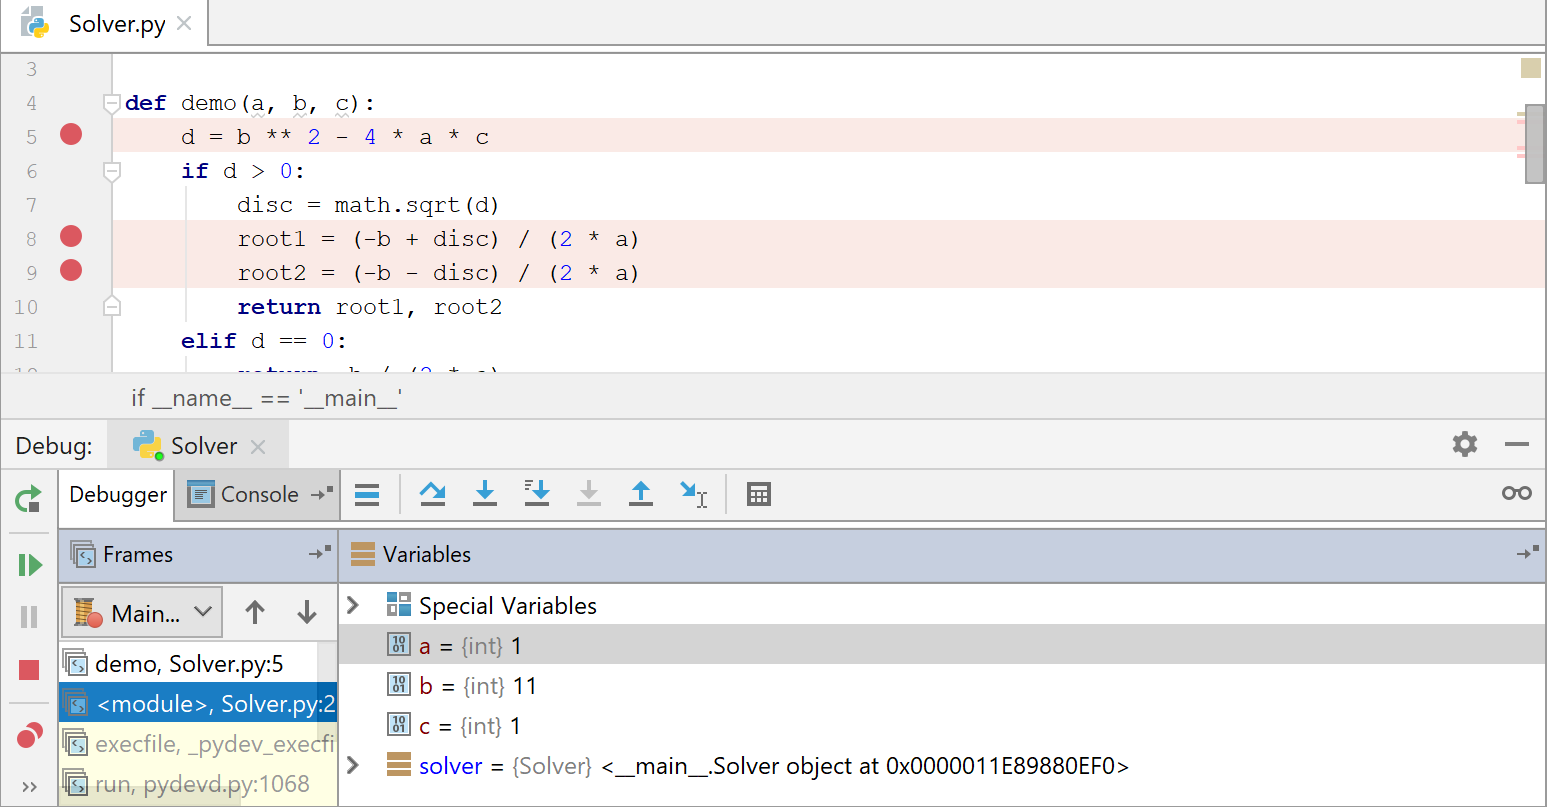 Solver.py
3
4 def demo(a, b, c):
5 d = b ** 2 - 4 * a * c
6 if d > 0:
7 disc = math.sqrt(d)
8 root1 = (-b + disc) / (2 * a)
9 root2 = (-b - disc) / (2 * a)
10 return root1, root2
11 elif d == 0:
if __name__ == '__main__'
Debug: Solver
Debugger Console
Frames Variables
Main...
Special Variables
a = {int} 1
b = {int} 11
c = {int} 1
solver = {Solver} <__main__.Solver object at 0x0000011E89880EF0>
demo, Solver.py:5
<module>, Solver.py:2
execfile, _pydev_execfi
run, pydevd.py:1068